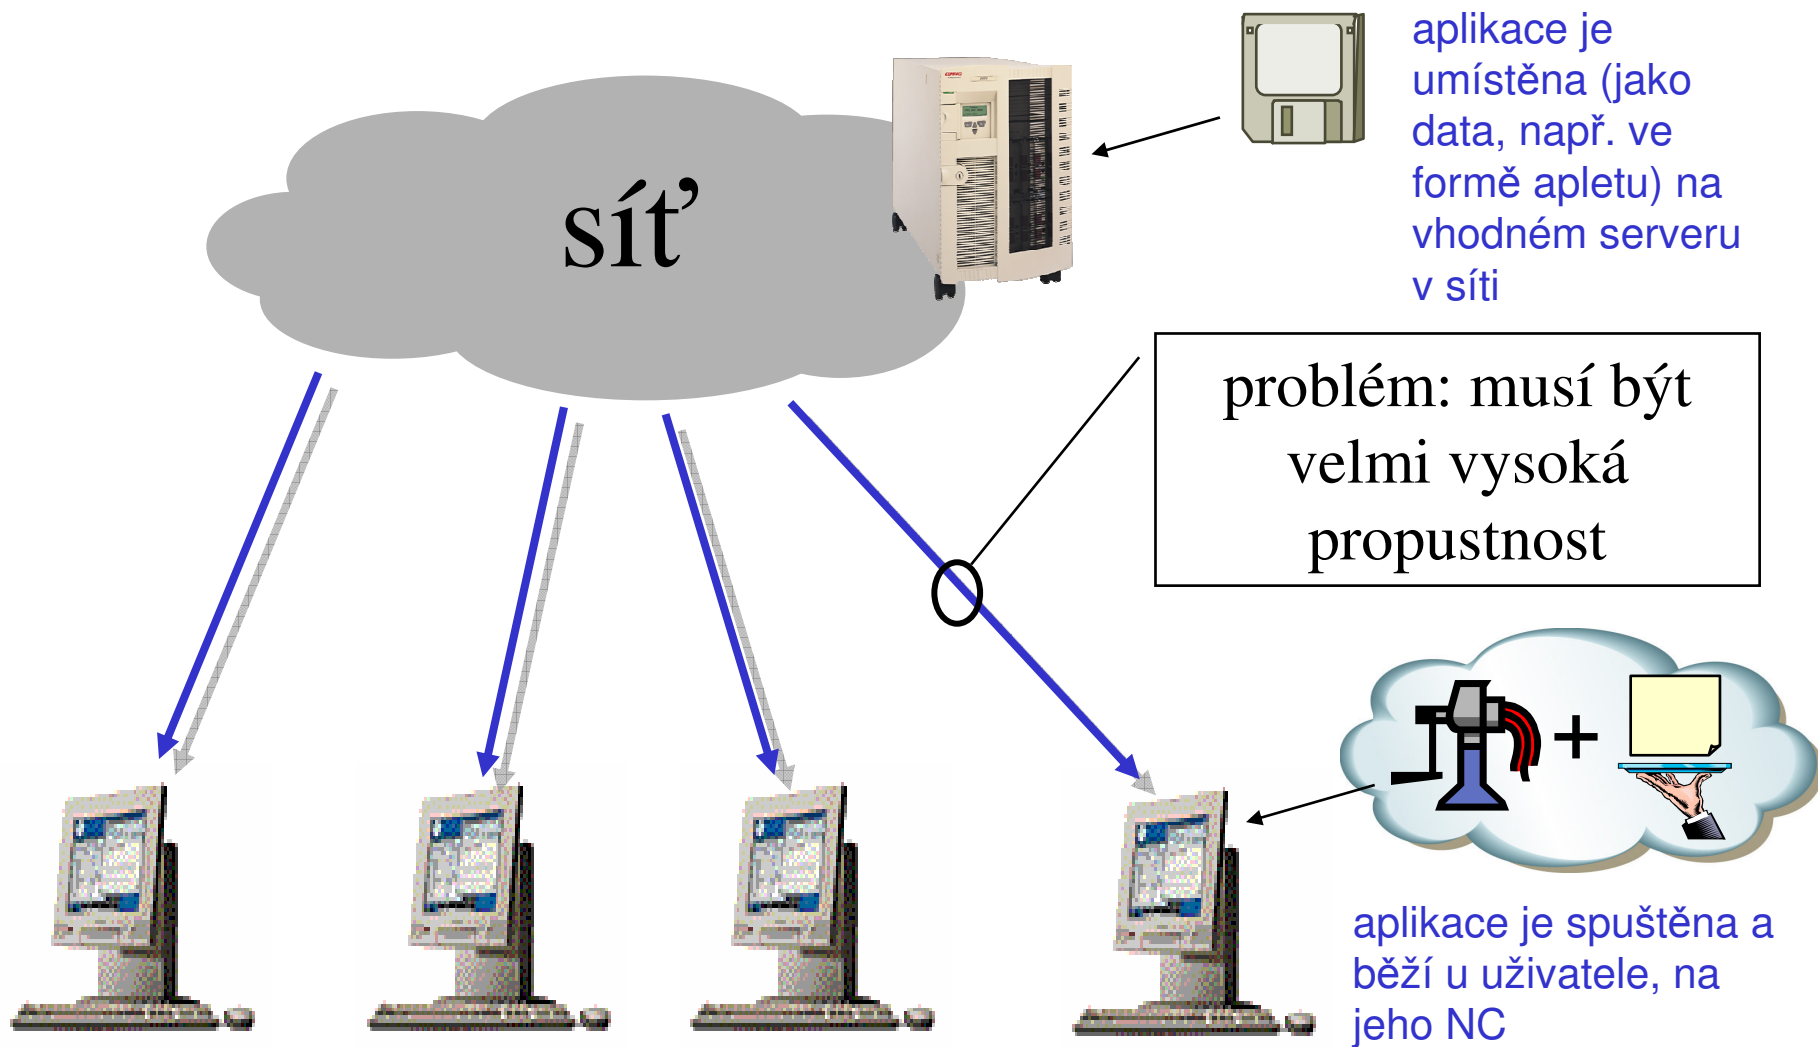 aplikace je
umístěna (jako
data, např. ve
formě apletu) na
vhodném serveru
v síti
síť
problém: musí být
velmi vysoká
propustnost
+
aplikace je spuštěna a
běží u uživatele, na
jeho NC